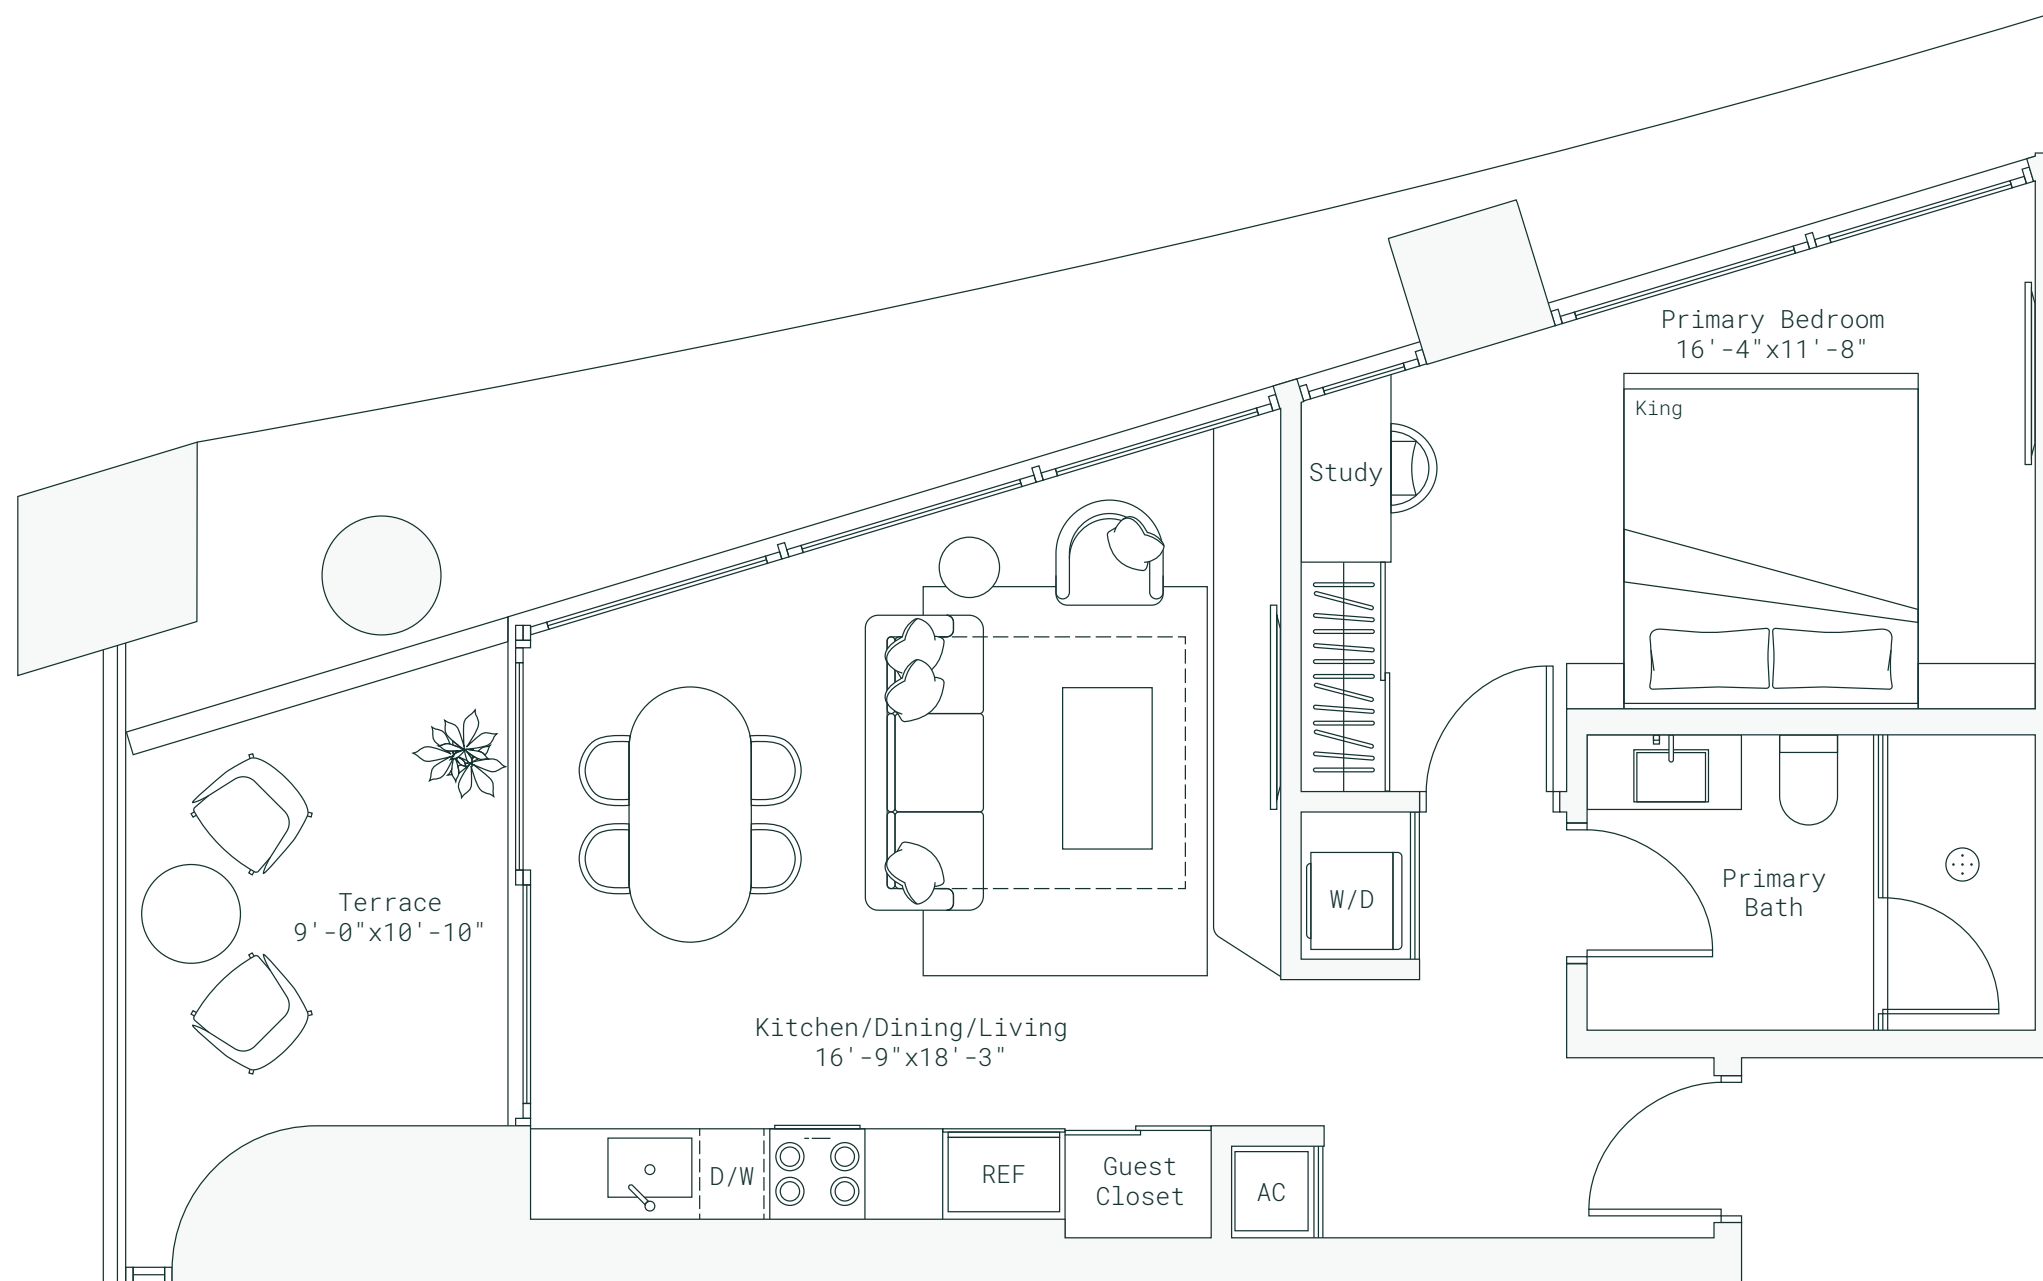 Primary Bedroom
16'-4"x11'-8"
King
Study
Primary
Bath
W/D
Terrace
9'-0"x10'-10"
Kitchen/Dining/Living
16'-9"x18'-3"
D/W
REF
Guest
Closet
AC